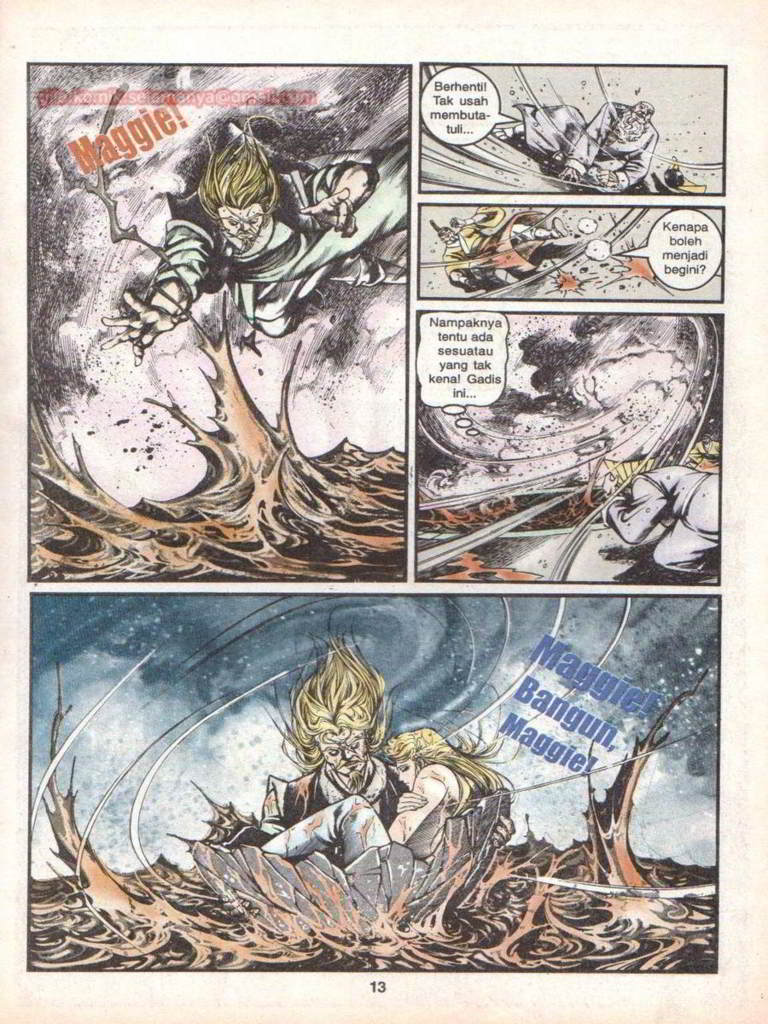 Maggie!
Berhenti!
Tak usah
membuta-
tuli...
Kenapa
boleh
menjadi
begini?
Nampaknya
tentu ada
sesuatau
yang tak
kena! Gadis
ini...
Maggie!
Bangun,
Maggie!
13